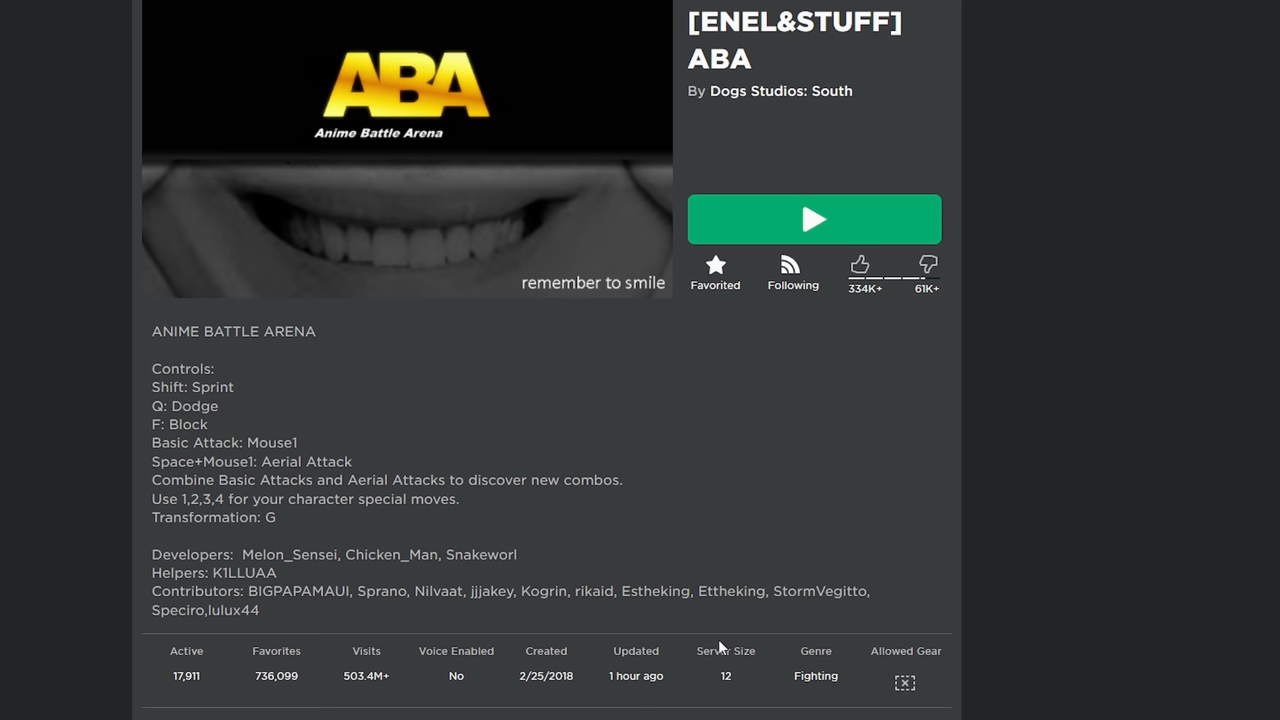 ABA
Anime Battle Arena
remember to smile
[ENEL&STUFF]
ABA
By Dogs Studios: South
Favorited
Following
334K+
61K+
ANIME BATTLE ARENA
Controls:
Shift: Sprint
Q: Dodge
F: Block
Basic Attack: Mouse1
Space+Mouse1: Aerial Attack
Combine Basic Attacks and Aerial Attacks to discover new combos.
Use 1,2,3,4 for your character special moves.
Transformation: G
Developers:  Melon_Sensei, Chicken_Man, Snakeworl
Helpers: K1LLUAA
Contributors: BIGPAPAMAUI, Sprano, Nilvaat, jjjakey, Kogrin, rikaid, Estheking, Ettheking, StormVegitto,
Speciro,lulux44
Active Favorites Visits Voice Enabled Created Updated Server Size Genre Allowed Gear
17,911 736,099 503.4M+ No 2/25/2018 1 hour ago 12 Fighting